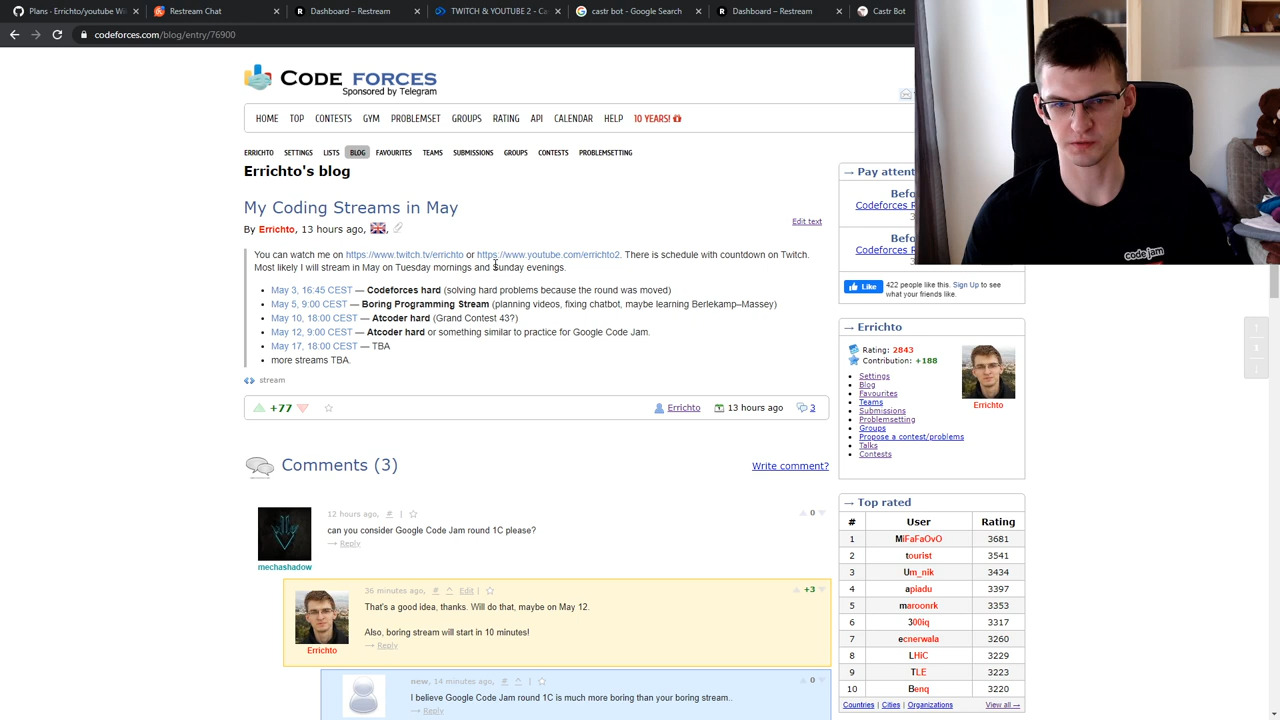 Plans - Errichto/youtube Wi
Restream Chat
Dashboard – Restream
TWITCH & YOUTUBE 2 - Ca
castr bot - Google Search
Dashboard – Restream
Castr Bot
codeforces.com/blog/entry/76900
CODE FORCES
Sponsored by Telegram
HOME TOP CONTESTS GYM PROBLEMSET GROUPS RATING API CALENDAR HELP 10 YEARS!
ERRICHTO SETTINGS LISTS BLOG FAVOURITES TEAMS SUBMISSIONS GROUPS CONTESTS PROBLEMSETTING
Errichto's blog
My Coding Streams in May
By Errichto, 13 hours ago,
Edit text
You can watch me on https://www.twitch.tv/errichto or https://www.youtube.com/errichto2. There is schedule with countdown on Twitch.
Most likely I will stream in May on Tuesday mornings and Sunday evenings.
May 3, 16:45 CEST — Codeforces hard (solving hard problems because the round was moved)
May 5, 9:00 CEST — Boring Programming Stream (planning videos, fixing chatbot, maybe learning Berlekamp–Massey)
May 10, 18:00 CEST — Atcoder hard (Grand Contest 43?)
May 12, 9:00 CEST — Atcoder hard or something similar to practice for Google Code Jam.
May 17, 18:00 CEST — TBA
more streams TBA.
stream
+77
Errichto
13 hours ago
3
Comments (3)
Write comment?
12 hours ago, # |
0
can you consider Google Code Jam round 1C please?
→ Reply
mechashadow
36 minutes ago, # ^ Edit |
+3
That's a good idea, thanks. Will do that, maybe on May 12.
Also, boring stream will start in 10 minutes!
→ Reply
Errichto
new, 14 minutes ago, # ^ |
0
I believe Google Code Jam round 1C is much more boring than your boring stream..
→ Reply
→ Pay atten
Befo
Codeforces R
Befo
Codeforces R
Like
422 people like this. Sign Up to see
what your friends like.
→ Errichto
Rating: 2843
Contribution: +188
Settings
Blog
Favourites
Teams
Submissions
Problemsetting
Groups
Propose a contest/problems
Talks
Contests
Errichto
→ Top rated
# User Rating
1 MiFaFaOvO 3681
2 tourist 3541
3 Um_nik 3434
4 apiadu 3397
5 maroonrk 3353
6 300iq 3317
7 ecnerwala 3260
8 LHiC 3229
9 TLE 3223
10 Benq 3220
Countries | Cities | Organizations
View all →
1
code jam